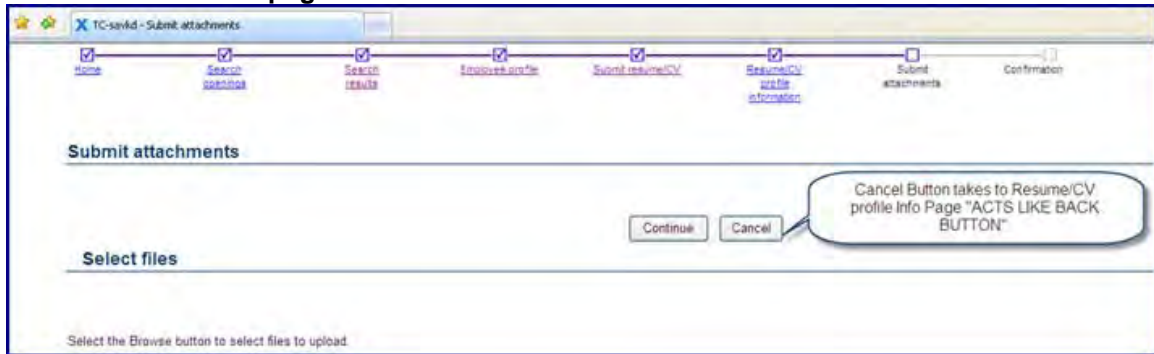 page
TC-savkd - Submit attachments
Home
Search
openings
Search
results
Employee profile
Submit resume/CV
Resume/CV
profile
information
Submit
attachments
Confirmation
Submit attachments
Cancel Button takes to Resume/CV
profile Info Page "ACTS LIKE BACK
BUTTON"
Continue
Cancel
Select files
Select the Browse button to select files to upload.